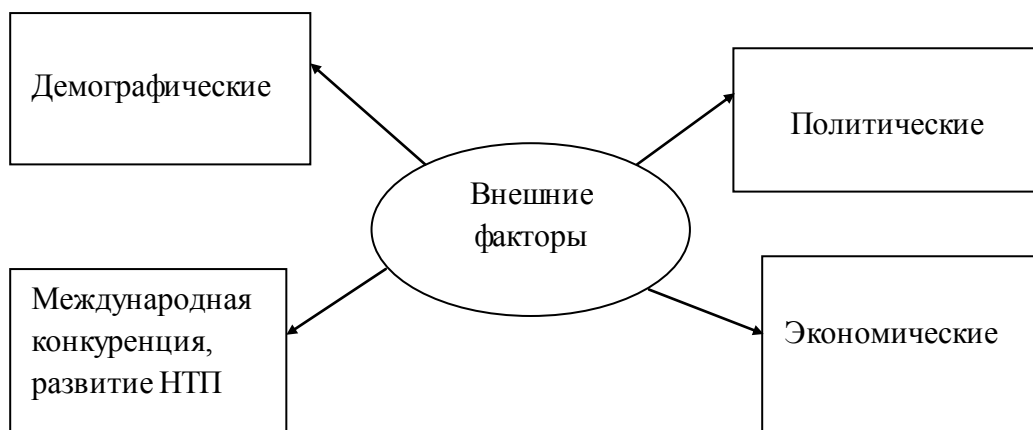 Демографические
Политические
Внешние
факторы
Международная
конкуренция,
развитие НТП
Экономические